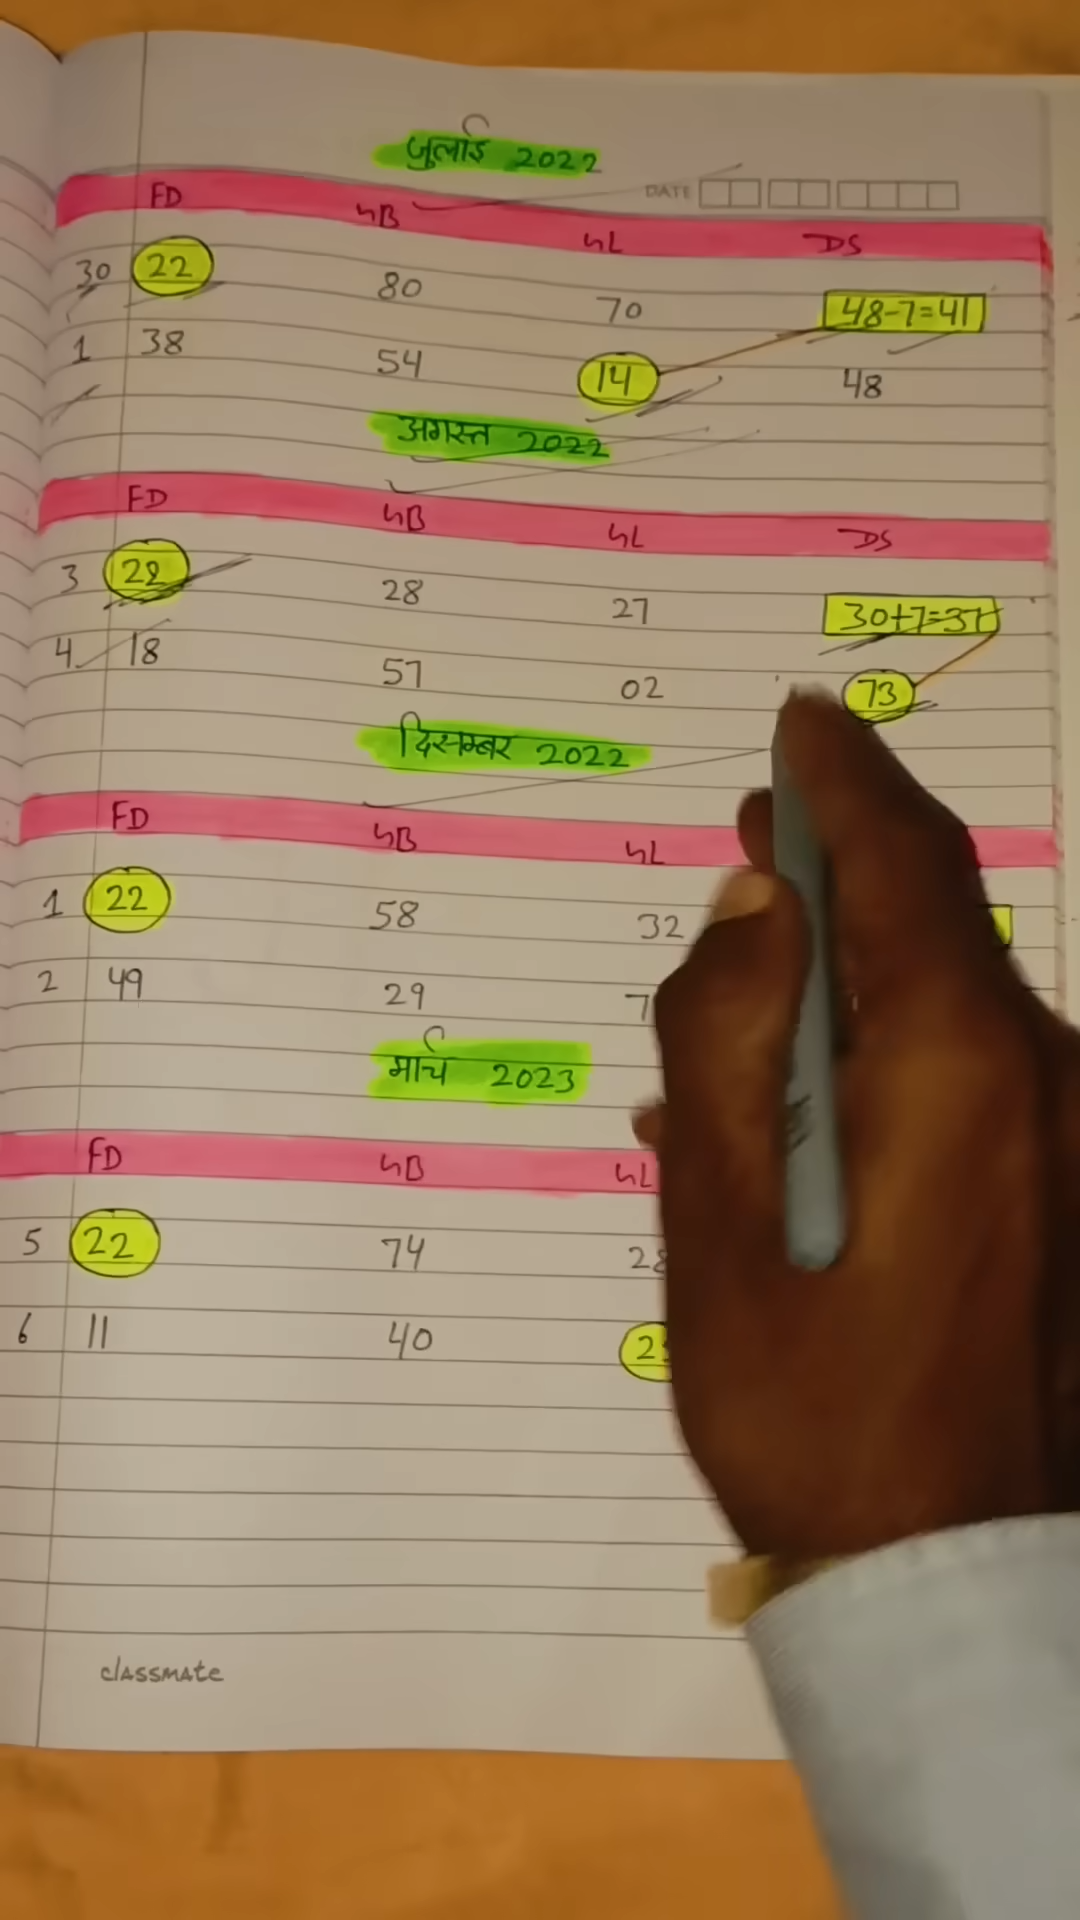 जुलाई 2022
DATE
FD GB GL DS
30 22 80 70 48-7=41
1 38 54 14 48
अगस्त 2022
FD GB GL DS
3 22 28 27 30+7=37
4 18 57 02 73
दिसम्बर 2022
FD GB GL
1 22 58 32
2 49 29
मार्च 2023
FD GB GL
5 22 74
6 11 40
classmate